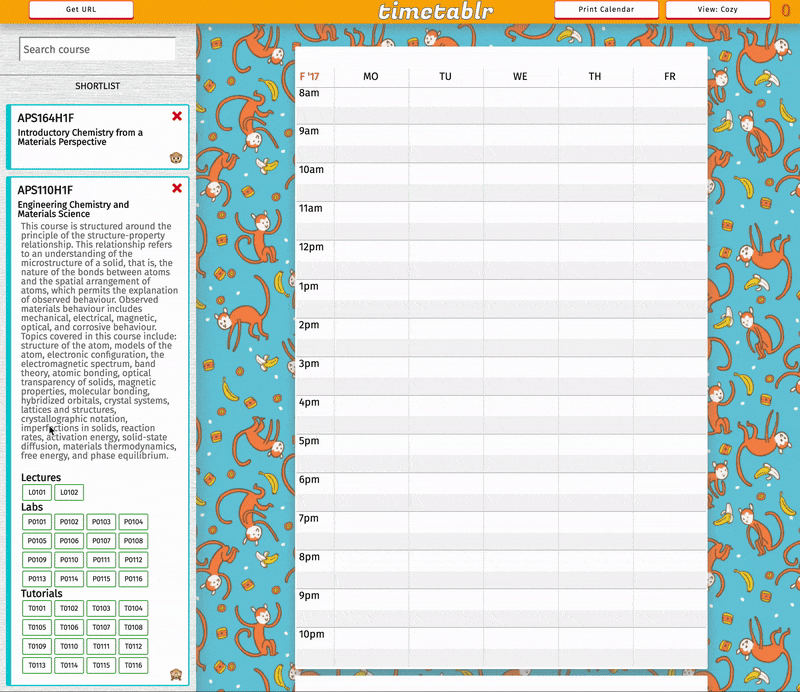 Get URL
timetablr
Print Calendar
View: Cozy
0
Search course
SHORTLIST
APS164H1F
Introductory Chemistry from a
Materials Perspective
APS110H1F
Engineering Chemistry and
Materials Science
This course is structured around the
principle of the structure-property
relationship. This relationship refers
to an understanding of the
microstructure of a solid, that is, the
nature of the bonds between atoms
and the spatial arrangement of
atoms, which permits the explanation
of observed behaviour. Observed
materials behaviour includes
mechanical, electrical, magnetic,
optical, and corrosive behaviour.
Topics covered in this course include:
structure of the atom, models of the
atom, electronic configuration, the
electromagnetic spectrum, band
theory, atomic bonding, optical
transparency of solids, magnetic
properties, molecular bonding,
hybridized orbitals, crystal systems,
lattices and structures,
crystallographic notation,
imperfections in solids, reaction
rates, activation energy, solid-state
diffusion, materials thermodynamics,
free energy, and phase equilibrium.
Lectures
L0101 L0102
Labs
P0101 P0102 P0103 P0104
P0105 P0106 P0107 P0108
P0109 P0110 P0111 P0112
P0113 P0114 P0115 P0116
Tutorials
T0101 T0102 T0103 T0104
T0105 T0106 T0107 T0108
T0109 T0110 T0111 T0112
T0113 T0114 T0115 T0116
F '17 MO TU WE TH FR
8am
9am
10am
11am
12pm
1pm
2pm
3pm
4pm
5pm
6pm
7pm
8pm
9pm
10pm